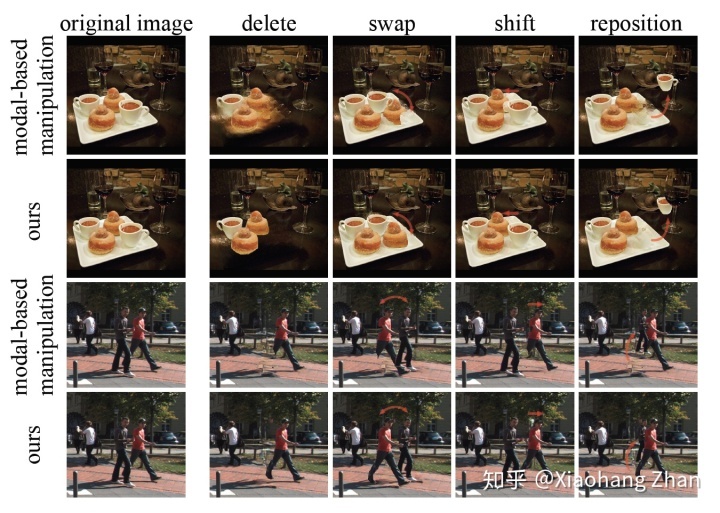 original image delete swap shift reposition
modal-based
manipulation
ours
modal-based
manipulation
ours
知乎 @Xiaohang Zhan